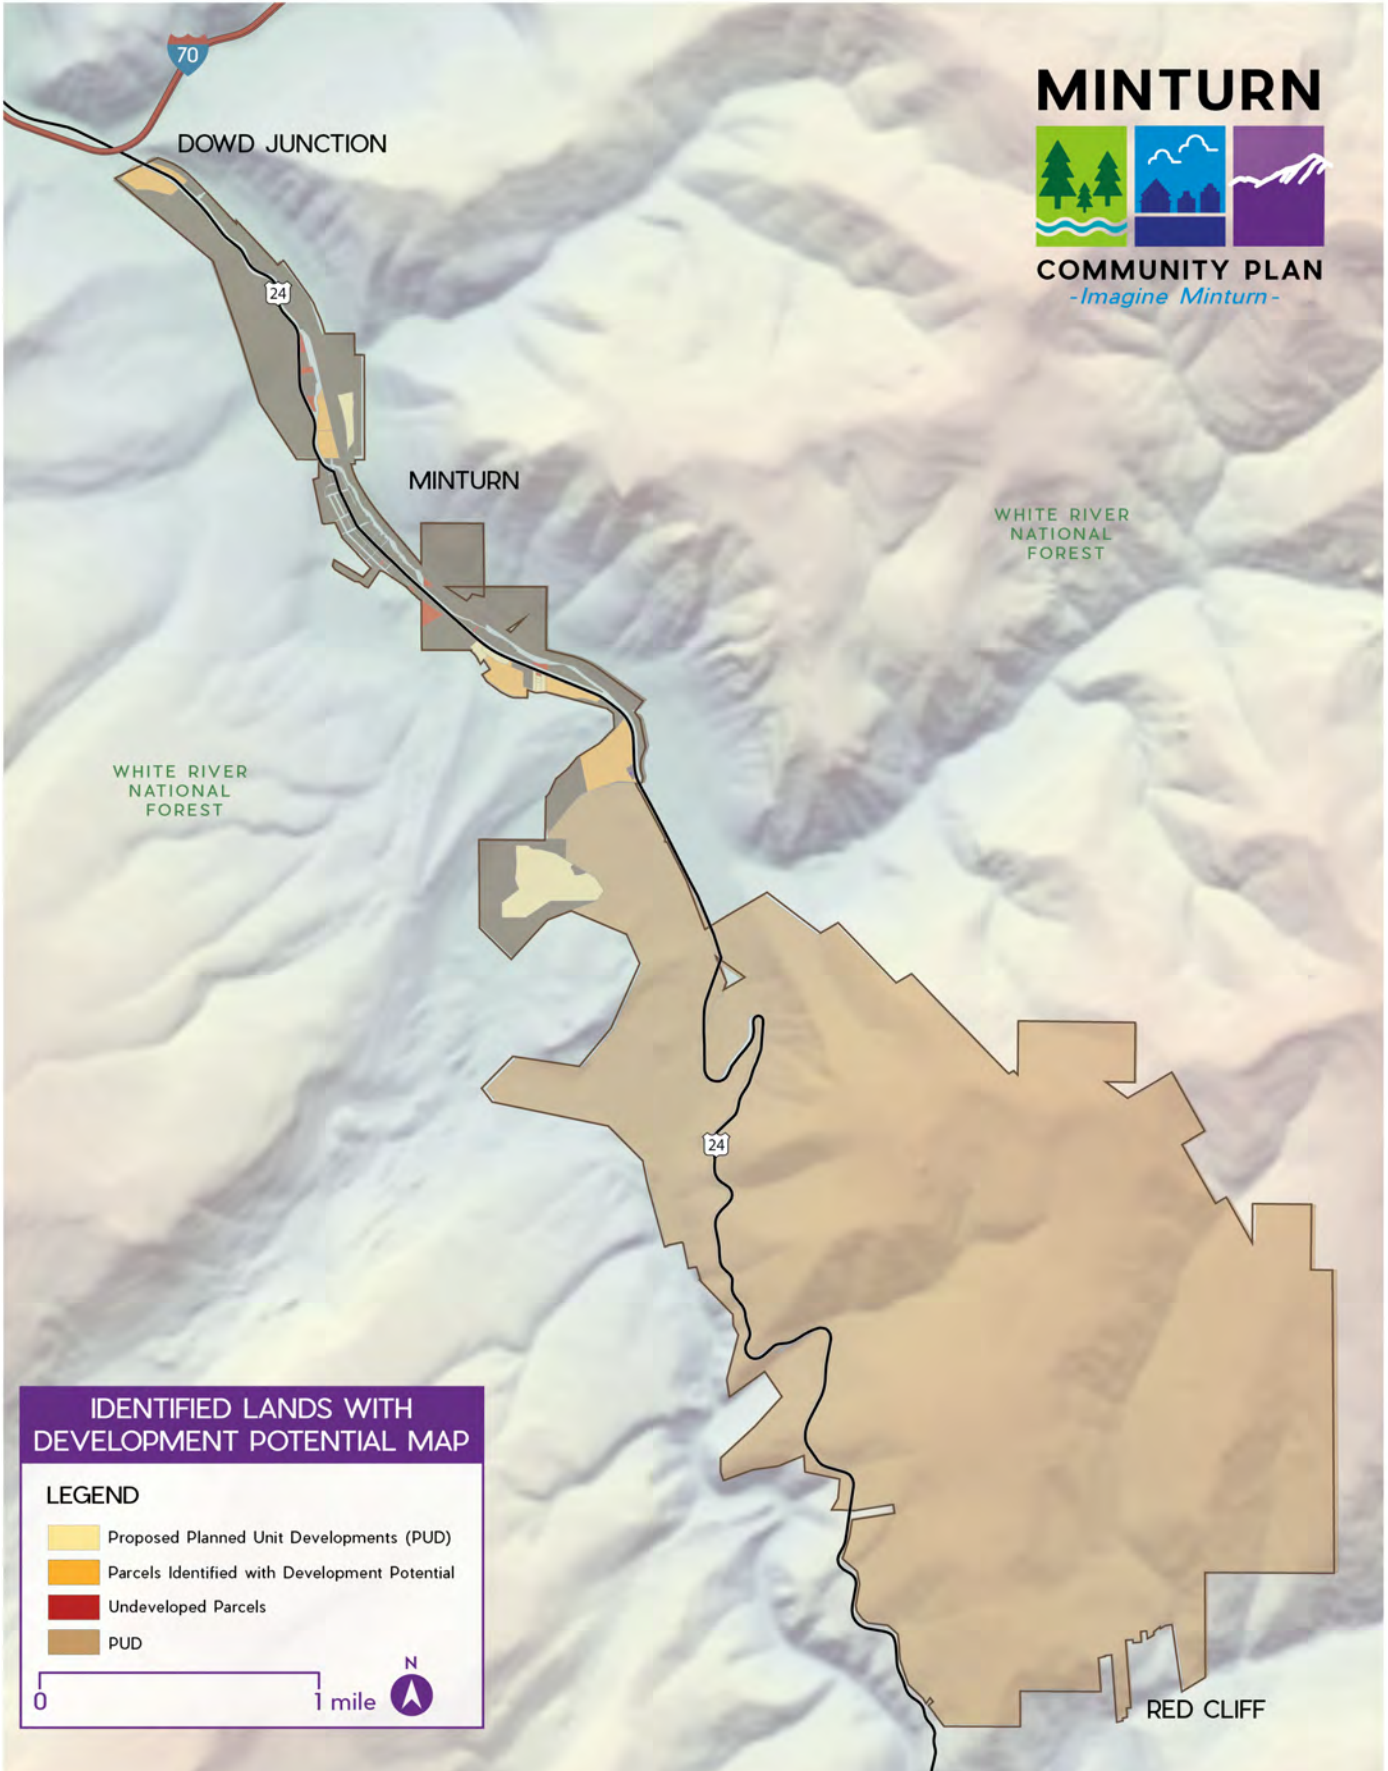 70
DOWD JUNCTION
MINTURN
COMMUNITY PLAN
-Imagine Minturn-
24
MINTURN
WHITE RIVER
NATIONAL
FOREST
WHITE RIVER
NATIONAL
FOREST
24
IDENTIFIED LANDS WITH
DEVELOPMENT POTENTIAL MAP
LEGEND
Proposed Planned Unit Developments (PUD)
Parcels Identified with Development Potential
Undeveloped Parcels
PUD
N
0 1 mile
RED CLIFF